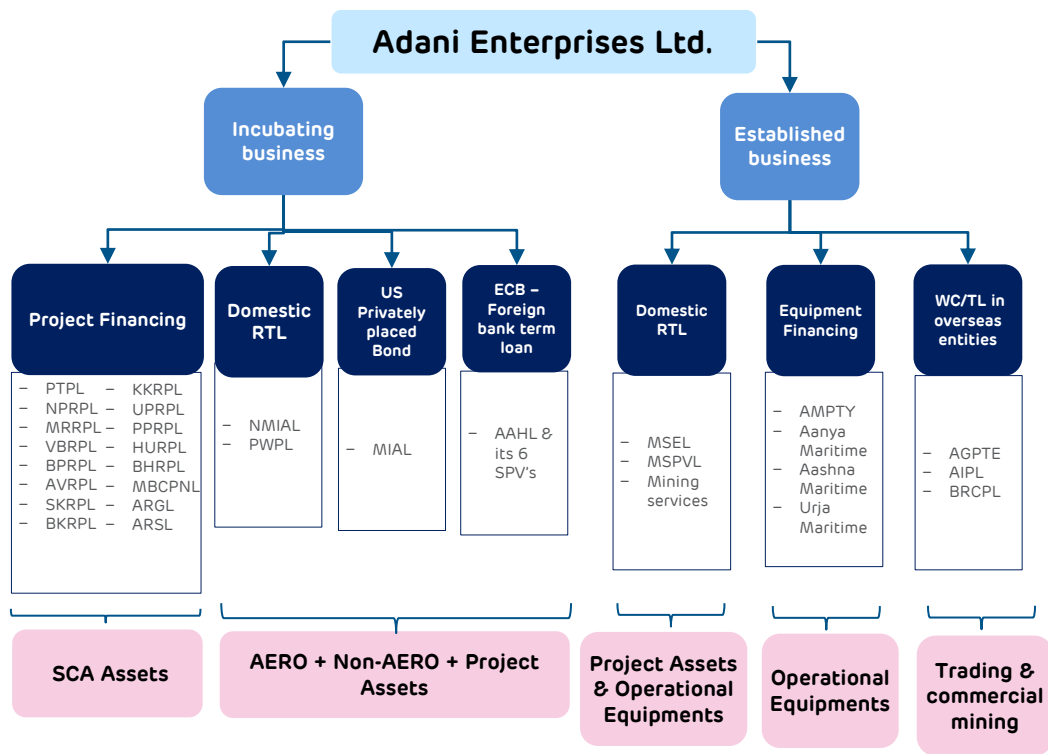 Adani Enterprises Ltd.
Incubating
business
Established
business
Project Financing
Domestic
RTL
US
Privately
placed
Bond
ECB –
Foreign
bank term
loan
Domestic
RTL
Equipment
Financing
WC/TL in
overseas
entities
– PTPL – KKRPL
– NPRPL – UPRPL
– MRRPL – PPRPL
– VBRPL – HURPL
– BPRPL – BHRPL
– AVRPL – MBCPNL
– SKRPL – ARGL
– BKRPL – ARSL
– NMIAL
– PWPL
– MIAL
– AAHL &
its 6
SPV's
– MSEL
– MSPVL
– Mining
services
– AMPTY
– Aanya
Maritime
– Aashna
Maritime
– Urja
Maritime
– AGPTE
– AIPL
– BRCPL
SCA Assets
AERO + Non-AERO + Project
Assets
Project Assets
& Operational
Equipments
Operational
Equipments
Trading &
commercial
mining